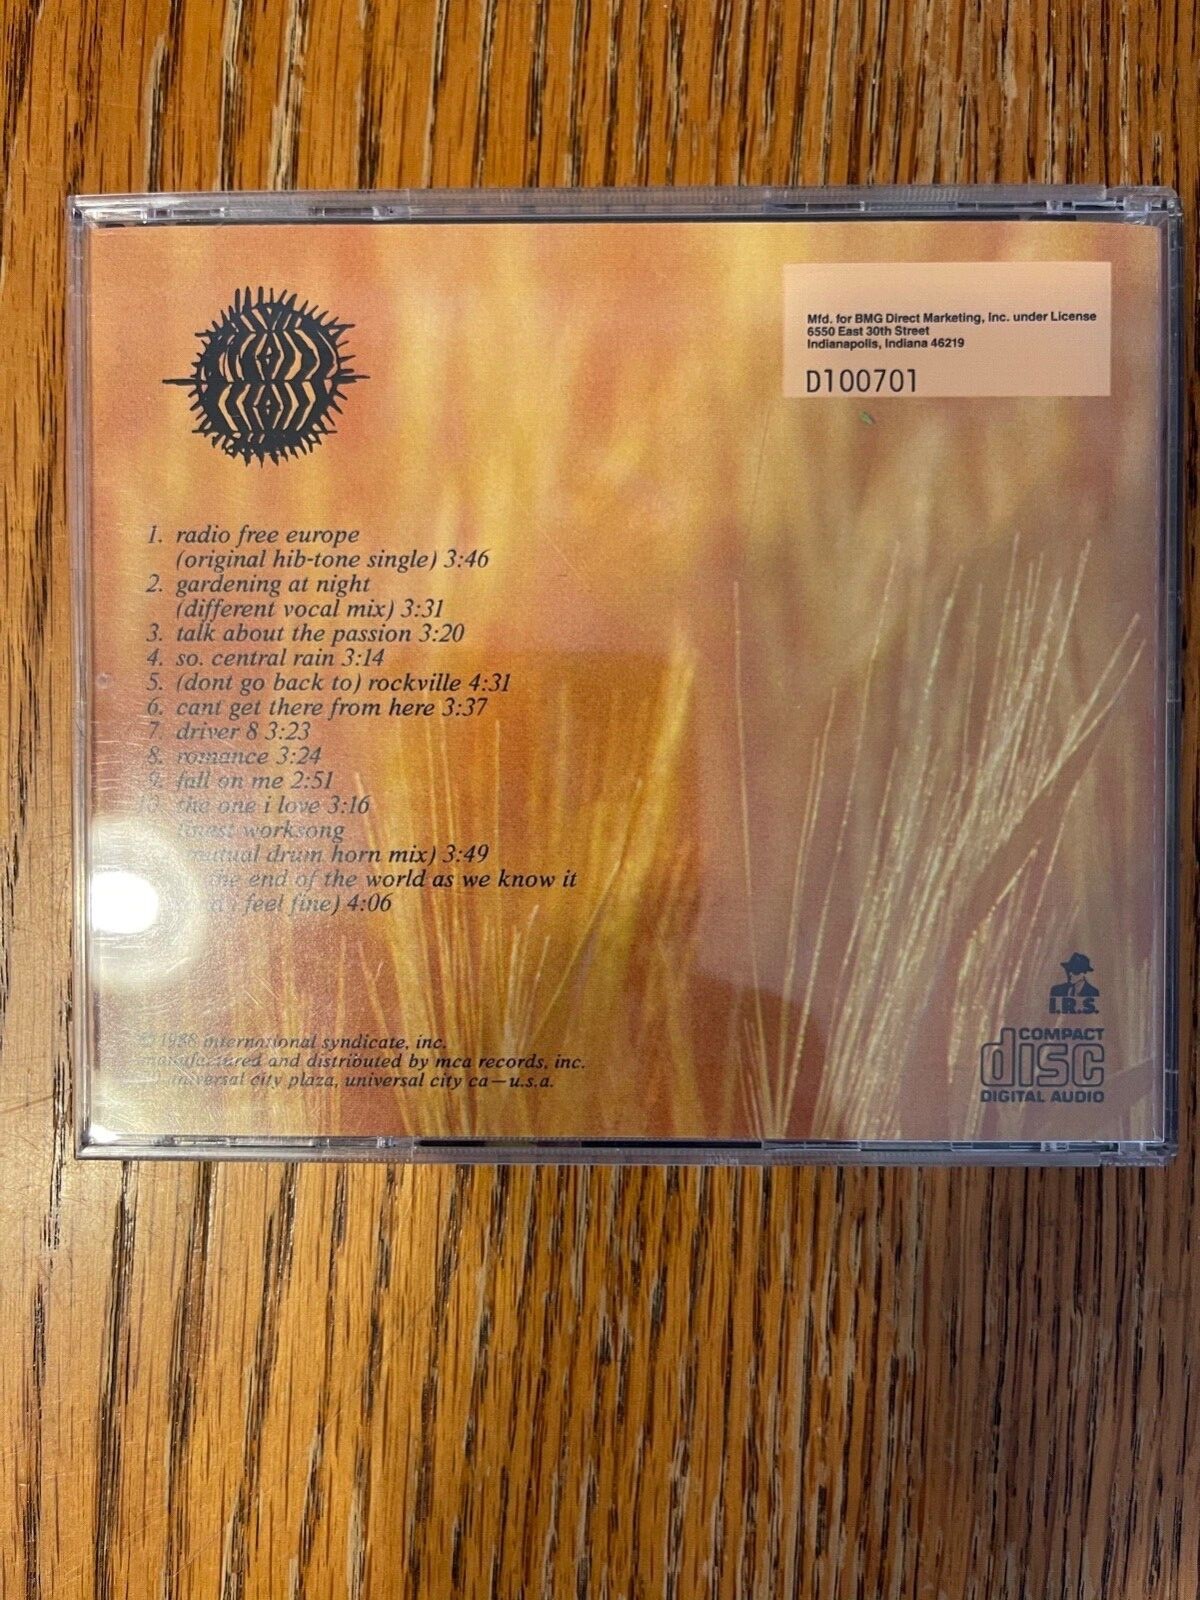 Mfd. for BMG Direct Marketing, Inc. under License
6550 East 30th Street
Indianapolis, Indiana 46219
D100701
1. radio free europe
(original hib-tone single) 3:46
2. gardening at night
(different vocal mix) 3:31
3. talk about the passion 3:20
4. so. central rain 3:14
5. (dont go back to) rockville 4:31
6. cant get there from here 3:37
7. driver 8 3:23
8. romance 3:24
9. fall on me 2:51
10. the one i love 3:16
finest worksong
(mutual drum horn mix) 3:49
the end of the world as we know it
i feel fine) 4:06
© 1988 international syndicate, inc.
manufactured and distributed by mca records, inc.
universal city plaza, universal city ca—u.s.a.
I.R.S.
COMPACT
disc
DIGITAL AUDIO